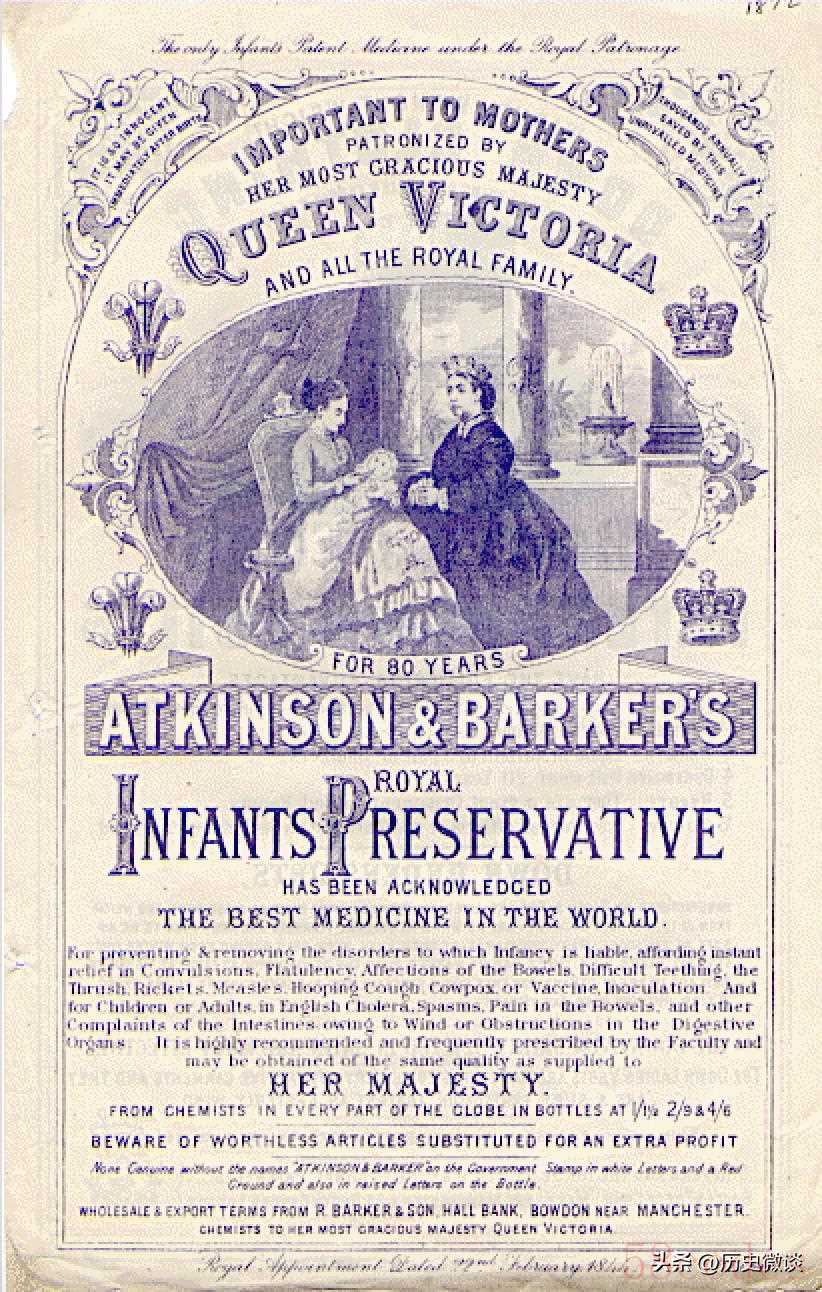 1872
The only Infants Patent Medicine under the Royal Patronage
IT IS SO INNOCENT
IT MAY BE GIVEN
IMMEDIATELY AFTER BIRTH
THOUSANDS ANNUALLY
SAVED BY THIS
UNRIVALLED MEDICINE
IMPORTANT TO MOTHERS
PATRONIZED BY
HER MOST GRACIOUS MAJESTY
QUEEN VICTORIA
AND ALL THE ROYAL FAMILY.
FOR 80 YEARS
ATKINSON & BARKER'S
ROYAL
INFANTS PRESERVATIVE
HAS BEEN ACKNOWLEDGED
THE BEST MEDICINE IN THE WORLD.
For preventing & removing the disorders to which Infancy is liable, affording instant
relief in Convulsions, Flatulency, Affections of the Bowels, Difficult Teething, the
Thrush, Rickets, Measles, Hooping Cough, Cowpox, or Vaccine Inoculation. And
for Children or Adults, in English Cholera, Spasms, Pain in the Bowels, and other
Complaints of the Intestines owing to Wind or Obstructions in the Digestive
Organs. It is highly recommended and frequently prescribed by the Faculty and
may be obtained of the same quality as supplied to
HER MAJESTY.
FROM CHEMISTS IN EVERY PART OF THE GLOBE IN BOTTLES AT 1/1½ 2/9 & 4/6
BEWARE OF WORTHLESS ARTICLES SUBSTITUTED FOR AN EXTRA PROFIT
None Genuine without the names "ATKINSON & BARKER" on the Government Stamp in white Letters and a Red
Ground and also in raised Letters on the Bottle.
WHOLESALE & EXPORT TERMS FROM R. BARKER & SON, HALL BANK, BOWDON NEAR MANCHESTER.
CHEMISTS TO HER MOST GRACIOUS MAJESTY QUEEN VICTORIA.
Royal Appointment Dated 22nd February
头条 @历史微谈